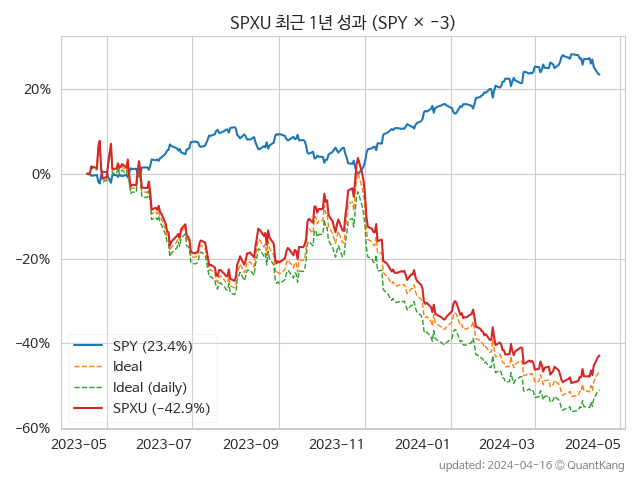 SPXU 최근 1년 성과 (SPY × −3)
20%
0%
−20%
−40%
−60%
SPY (23.4%)
Ideal
Ideal (daily)
SPXU (−42.9%)
2023-05
2023-07
2023-09
2023-11
2024-01
2024-03
2024-05
updated: 2024-04-16 © QuantKang